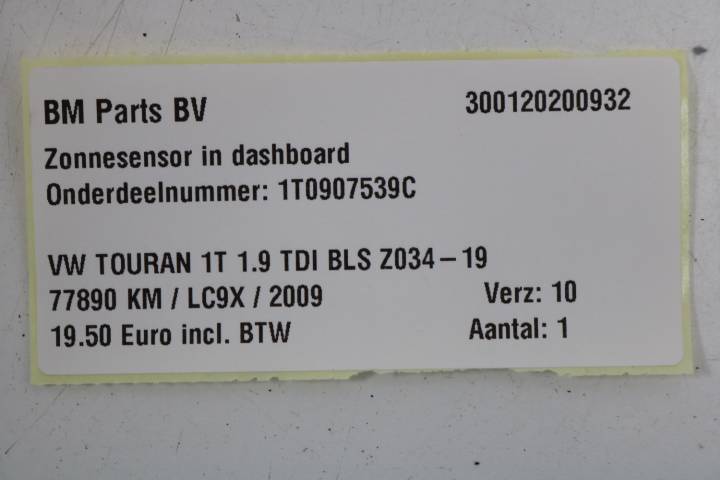 BM Parts BV 300120200932
Zonnesensor in dashboard
Onderdeelnummer: 1T0907539C
VW TOURAN 1T 1.9 TDI BLS Z034-19
77890 KM / LC9X / 2009 Verz: 10
19.50 Euro incl. BTW Aantal: 1